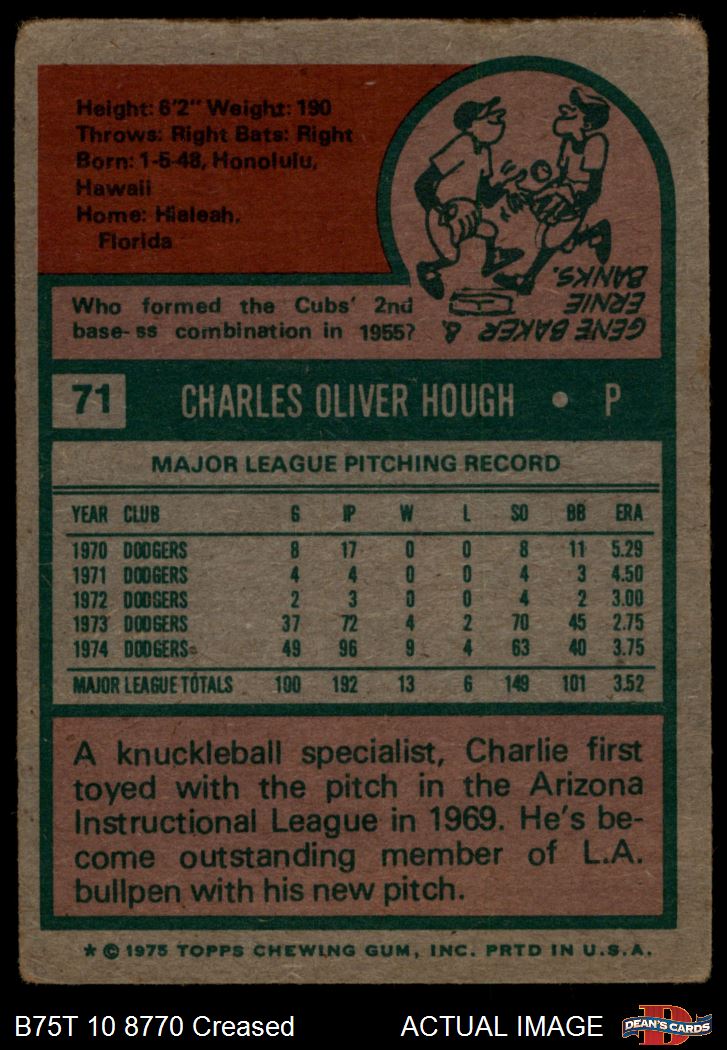 Height: 6'2" Weight: 190
Throws: Right Bats: Right
Born: 1-5-48, Honolulu,
Hawaii
Home: Hialeah,
Florida
Who formed the Cubs' 2nd
base-ss combination in 1955?
GENE BAKER &
ERNIE
BANKS.
71 CHARLES OLIVER HOUGH • P
MAJOR LEAGUE PITCHING RECORD
YEAR CLUB G IP W L SO BB ERA
1970 DODGERS 8 17 0 0 8 11 5.29
1971 DODGERS 4 4 0 0 4 3 4.50
1972 DODGERS 2 3 0 0 4 2 3.00
1973 DODGERS 37 72 4 2 70 45 2.75
1974 DODGERS 49 96 9 4 63 40 3.75
MAJOR LEAGUE TOTALS 100 192 13 6 149 101 3.52
A knuckleball specialist, Charlie first
toyed with the pitch in the Arizona
Instructional League in 1969. He's be-
come outstanding member of L.A.
bullpen with his new pitch.
* © 1975 TOPPS CHEWING GUM, INC. PRTD IN U.S.A.
B75T 10 8770 Creased ACTUAL IMAGE
DEAN'S CARDS